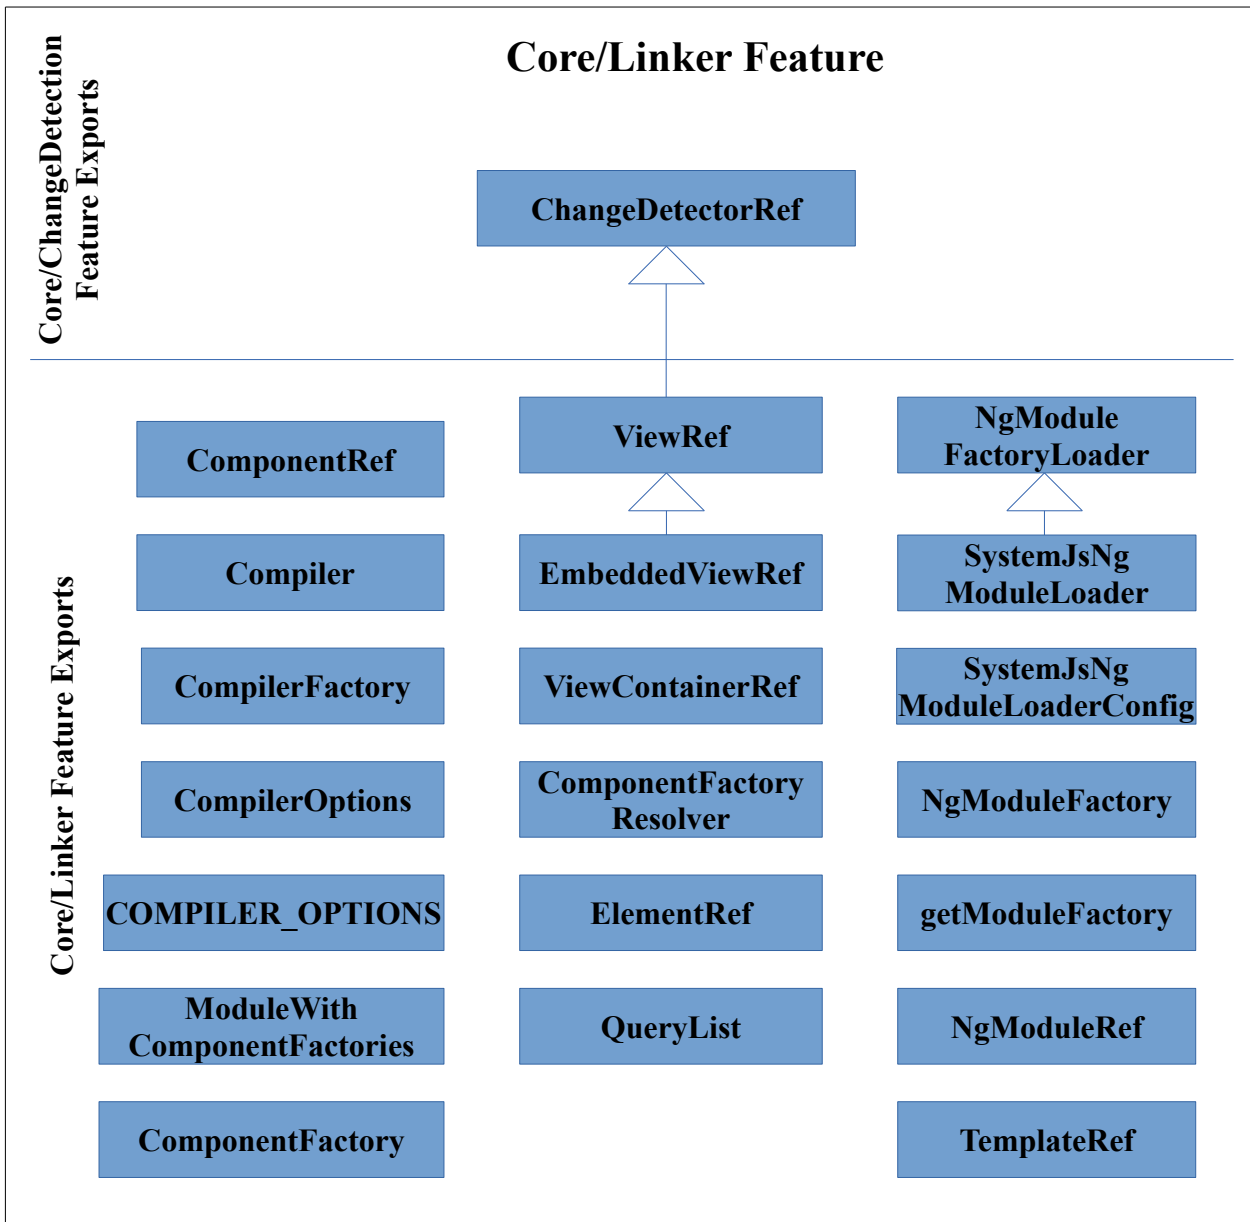 Core/Linker Feature
Core/ChangeDetection
Feature Exports
ChangeDetectorRef
Core/Linker Feature Exports
ComponentRef
Compiler
CompilerFactory
CompilerOptions
COMPILER_OPTIONS
ModuleWith
ComponentFactories
ComponentFactory
ViewRef
EmbeddedViewRef
ViewContainerRef
ComponentFactory
Resolver
ElementRef
QueryList
NgModule
FactoryLoader
SystemJsNg
ModuleLoader
SystemJsNg
ModuleLoaderConfig
NgModuleFactory
getModuleFactory
NgModuleRef
TemplateRef